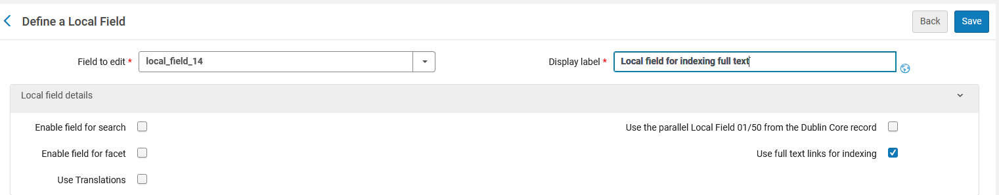 Define a Local Field
Back
Save
Field to edit *
local_field_14
Display label *
Local field for indexing full text
Local field details
Enable field for search
Use the parallel Local Field 01/50 from the Dublin Core record
Enable field for facet
Use full text links for indexing
Use Translations